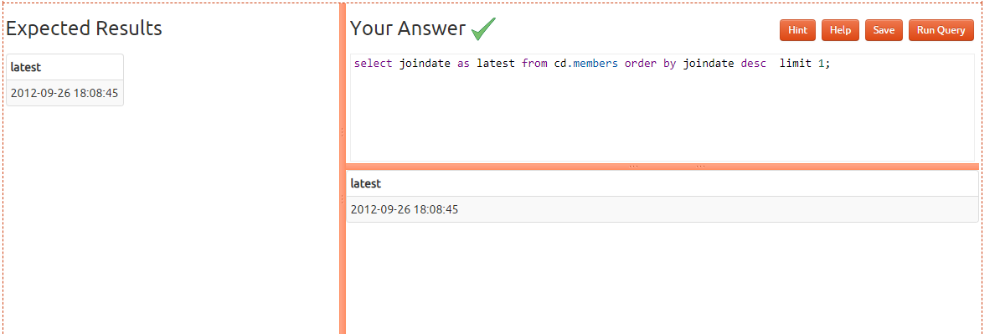 Expected Results
latest
2012-09-26 18:08:45
Your Answer
Hint
Help
Save
Run Query
select joindate as latest from cd.members order by joindate desc  limit 1;
latest
2012-09-26 18:08:45